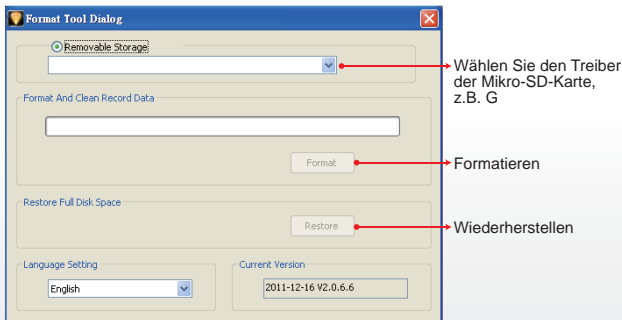 Format Tool Dialog
Removable Storage
Wählen Sie den Treiber
der Mikro-SD-Karte,
z.B. G
Format And Clean Record Data
Format
Formatieren
Restore Full Disk Space
Restore
Wiederherstellen
Language Setting
English
Current Version
2011-12-16 V2.0.6.6